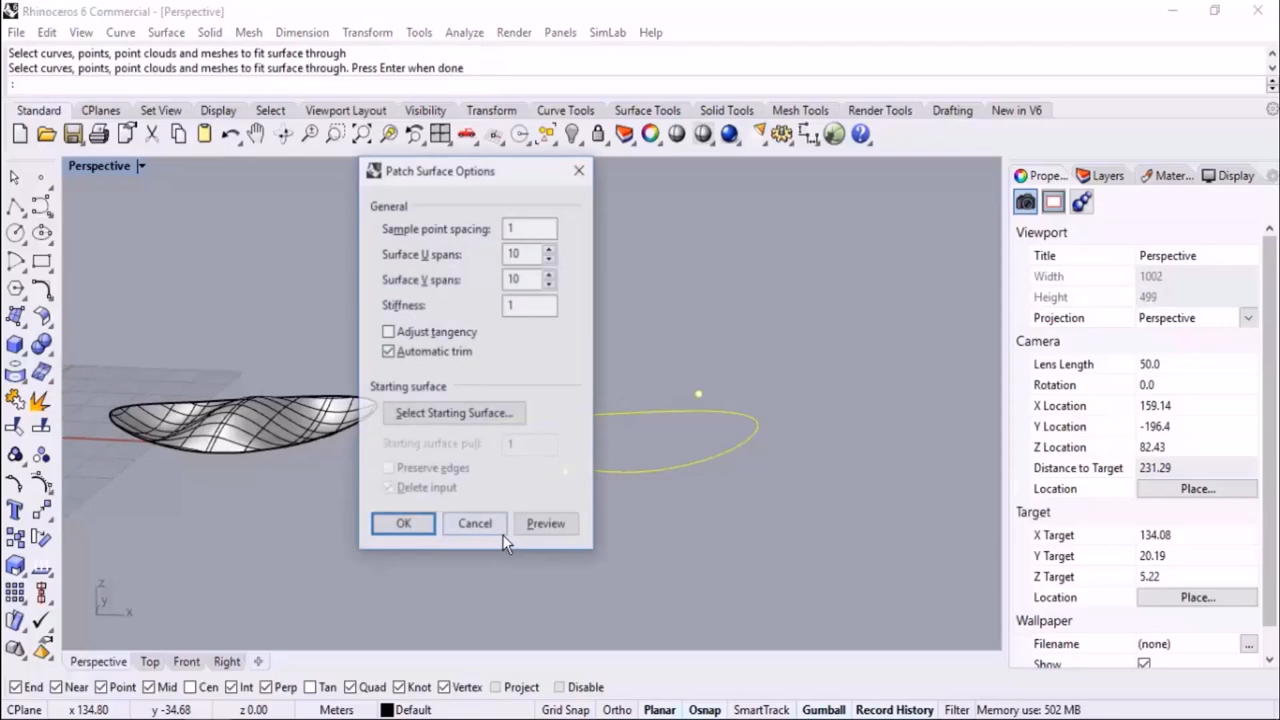 Rhinoceros 6 Commercial - [Perspective]
File Edit View Curve Surface Solid Mesh Dimension Transform Tools Analyze Render Panels SimLab Help
Select curves, points, point clouds and meshes to fit surface through
Select curves, points, point clouds and meshes to fit surface through. Press Enter when done
:
Standard CPlanes Set View Display Select Viewport Layout Visibility Transform Curve Tools Surface Tools Solid Tools Mesh Tools Render Tools Drafting New in V6
Perspective
Patch Surface Options
General
Sample point spacing: 1
Surface U spans: 10
Surface V spans: 10
Stiffness: 1
Adjust tangency
Automatic trim
Starting surface
Select Starting Surface...
Starting surface pull: 1
Preserve edges
Delete input
OK Cancel Preview
z
y
x
Prope... Layers Mater... Display
Viewport
Title Perspective
Width 1002
Height 499
Projection Perspective
Camera
Lens Length 50.0
Rotation 0.0
X Location 159.14
Y Location -196.4
Z Location 82.43
Distance to Target 231.29
Location Place...
Target
X Target 134.08
Y Target 20.19
Z Target 5.22
Location Place...
Wallpaper
Filename (none) ...
Show
Perspective Top Front Right
End Near Point Mid Cen Int Perp Tan Quad Knot Vertex Project Disable
CPlane x 134.80 y -34.68 z 0.00 Meters Default Grid Snap Ortho Planar Osnap SmartTrack Gumball Record History Filter Memory use: 502 MB